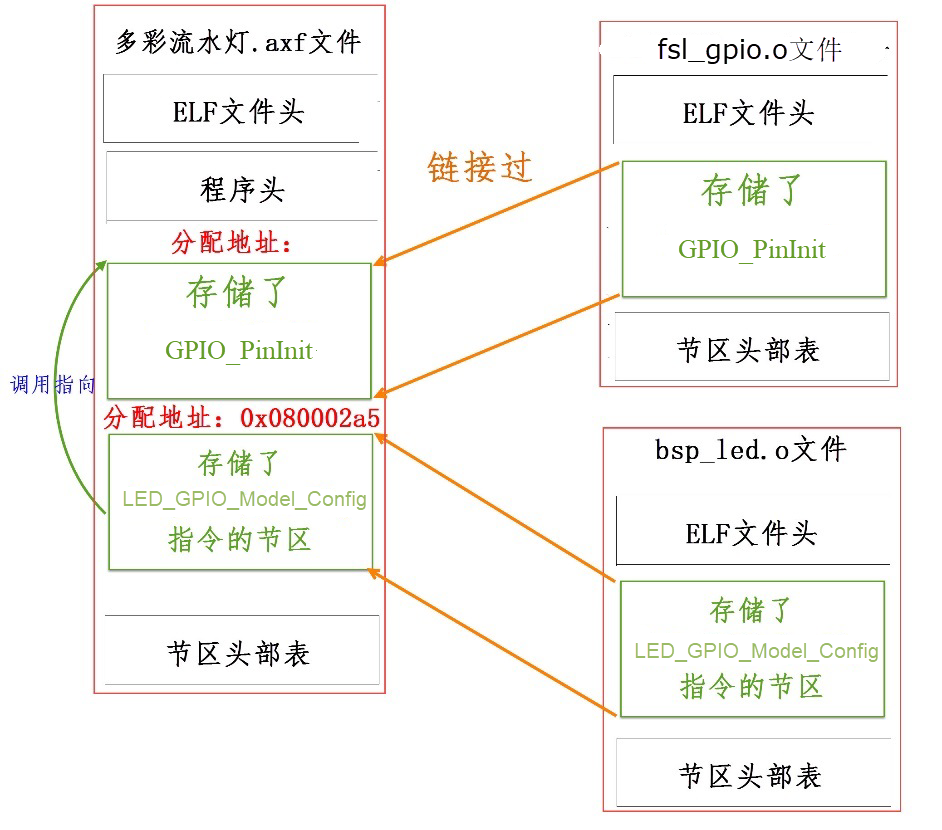 多彩流水灯.axf文件
ELF文件头
程序头
分配地址：
存储了
GPIO_PinInit
调用指向
分配地址：0x080002a5
存储了
LED_GPIO_Model_Config
指令的节区
节区头部表
链接过
fsl_gpio.o文件
ELF文件头
存储了
GPIO_PinInit
节区头部表
bsp_led.o文件
ELF文件头
存储了
LED_GPIO_Model_Config
指令的节区
节区头部表